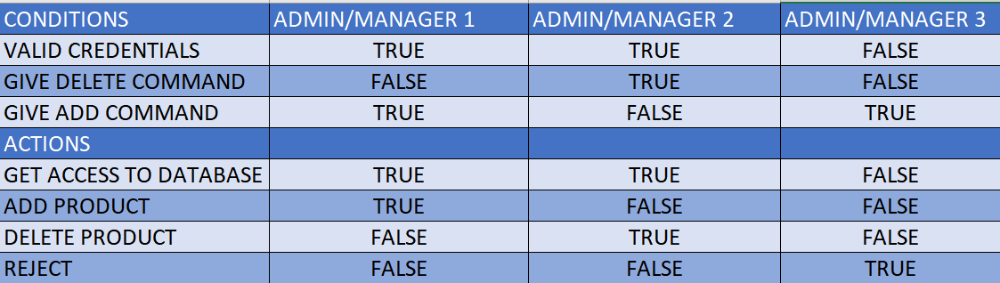 CONDITIONS ADMIN/MANAGER 1 ADMIN/MANAGER 2 ADMIN/MANAGER 3
VALID CREDENTIALS TRUE TRUE FALSE
GIVE DELETE COMMAND FALSE TRUE FALSE
GIVE ADD COMMAND TRUE FALSE TRUE
ACTIONS
GET ACCESS TO DATABASE TRUE TRUE FALSE
ADD PRODUCT TRUE FALSE FALSE
DELETE PRODUCT FALSE TRUE FALSE
REJECT FALSE FALSE TRUE